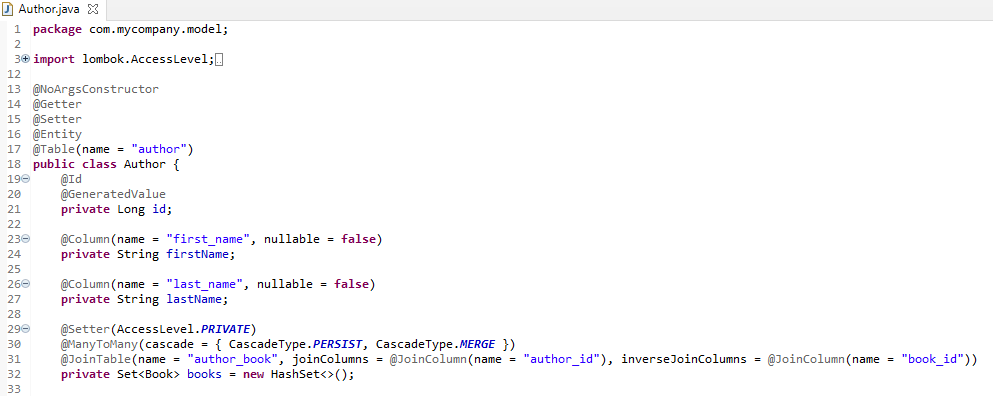 Author.java
1 package com.mycompany.model;
2
3 import lombok.AccessLevel;
12
13 @NoArgsConstructor
14 @Getter
15 @Setter
16 @Entity
17 @Table(name = "author")
18 public class Author {
19 @Id
20 @GeneratedValue
21 private Long id;
22
23 @Column(name = "first_name", nullable = false)
24 private String firstName;
25
26 @Column(name = "last_name", nullable = false)
27 private String lastName;
28
29 @Setter(AccessLevel.PRIVATE)
30 @ManyToMany(cascade = { CascadeType.PERSIST, CascadeType.MERGE })
31 @JoinTable(name = "author_book", joinColumns = @JoinColumn(name = "author_id"), inverseJoinColumns = @JoinColumn(name = "book_id"))
32 private Set<Book> books = new HashSet<>();
33